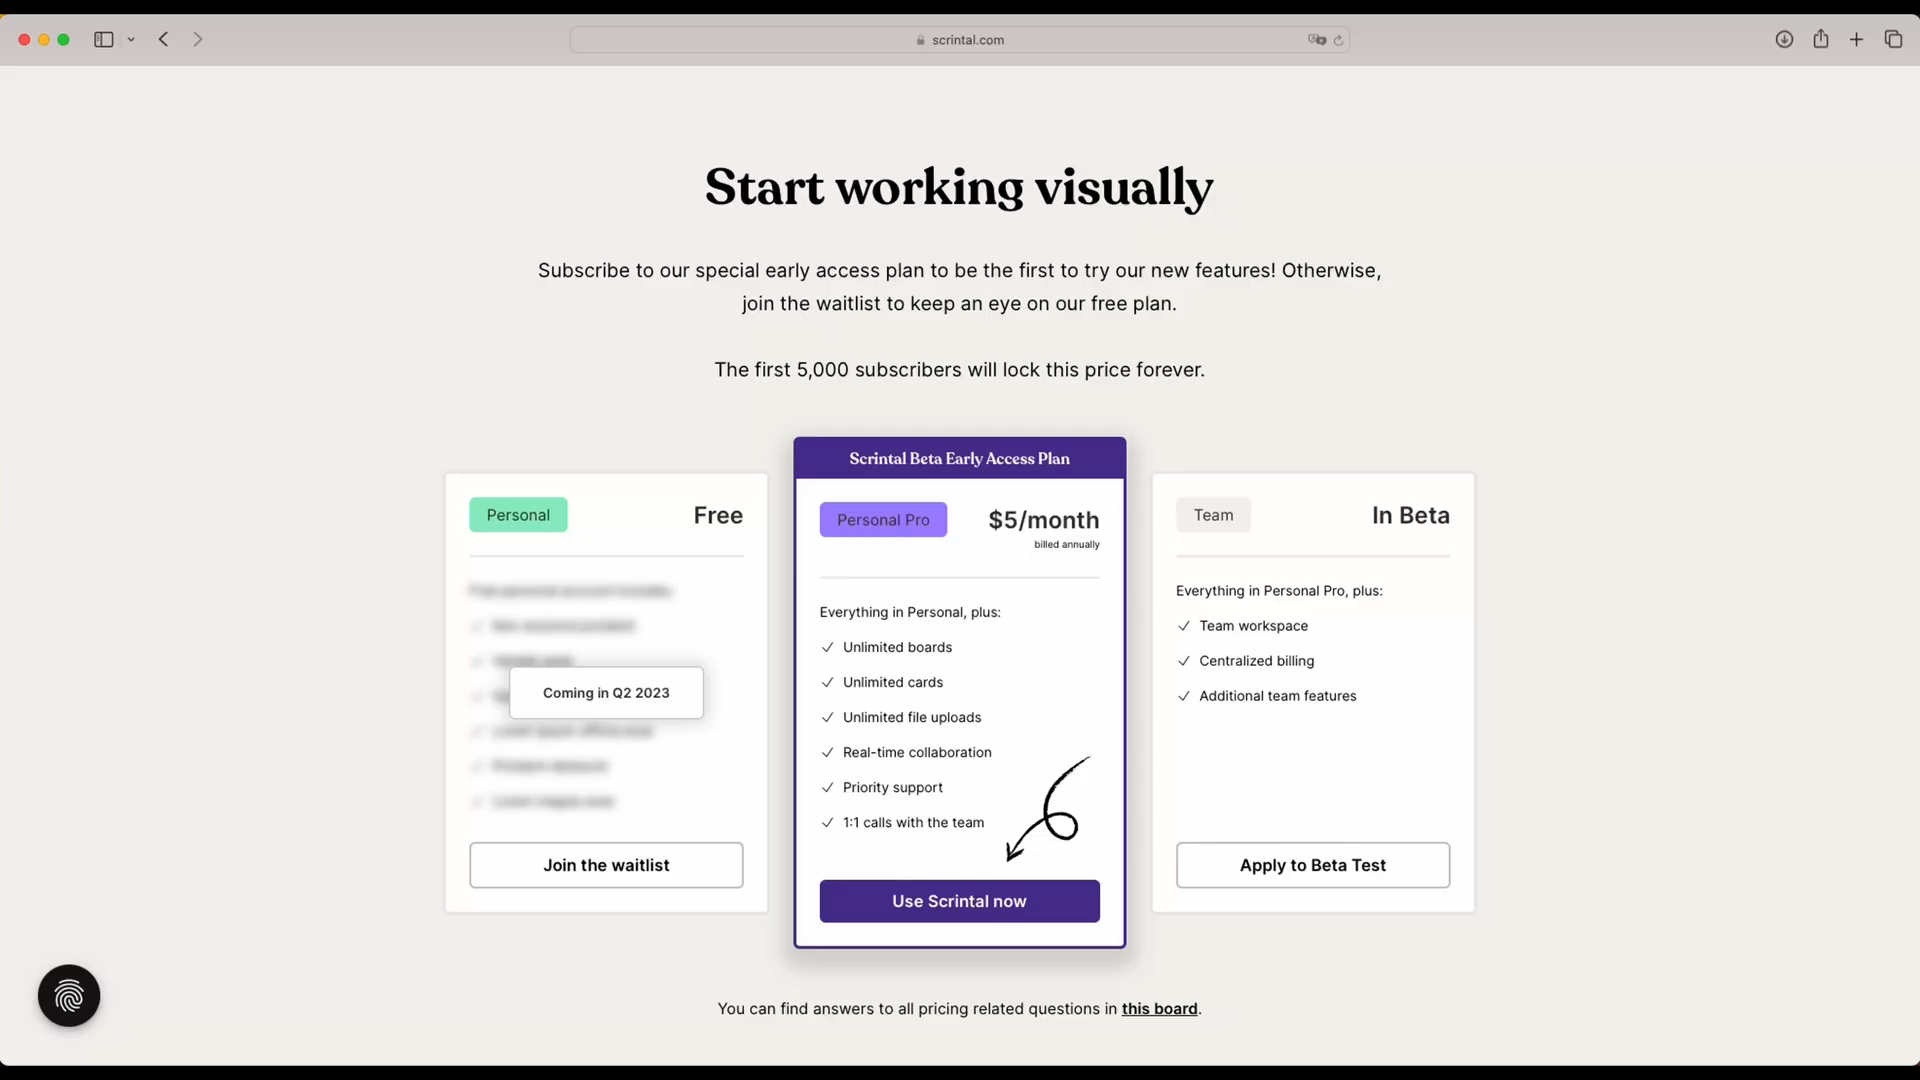 scrintal.com
Start working visually
Subscribe to our special early access plan to be the first to try our new features! Otherwise,
join the waitlist to keep an eye on our free plan.
The first 5,000 subscribers will lock this price forever.
Personal
Free
Coming in Q2 2023
Join the waitlist
Scrintal Beta Early Access Plan
Personal Pro
$5/month
billed annually
Everything in Personal, plus:
Unlimited boards
Unlimited cards
Unlimited file uploads
Real-time collaboration
Priority support
1:1 calls with the team
Use Scrintal now
Team
In Beta
Everything in Personal Pro, plus:
Team workspace
Centralized billing
Additional team features
Apply to Beta Test
You can find answers to all pricing related questions in this board.